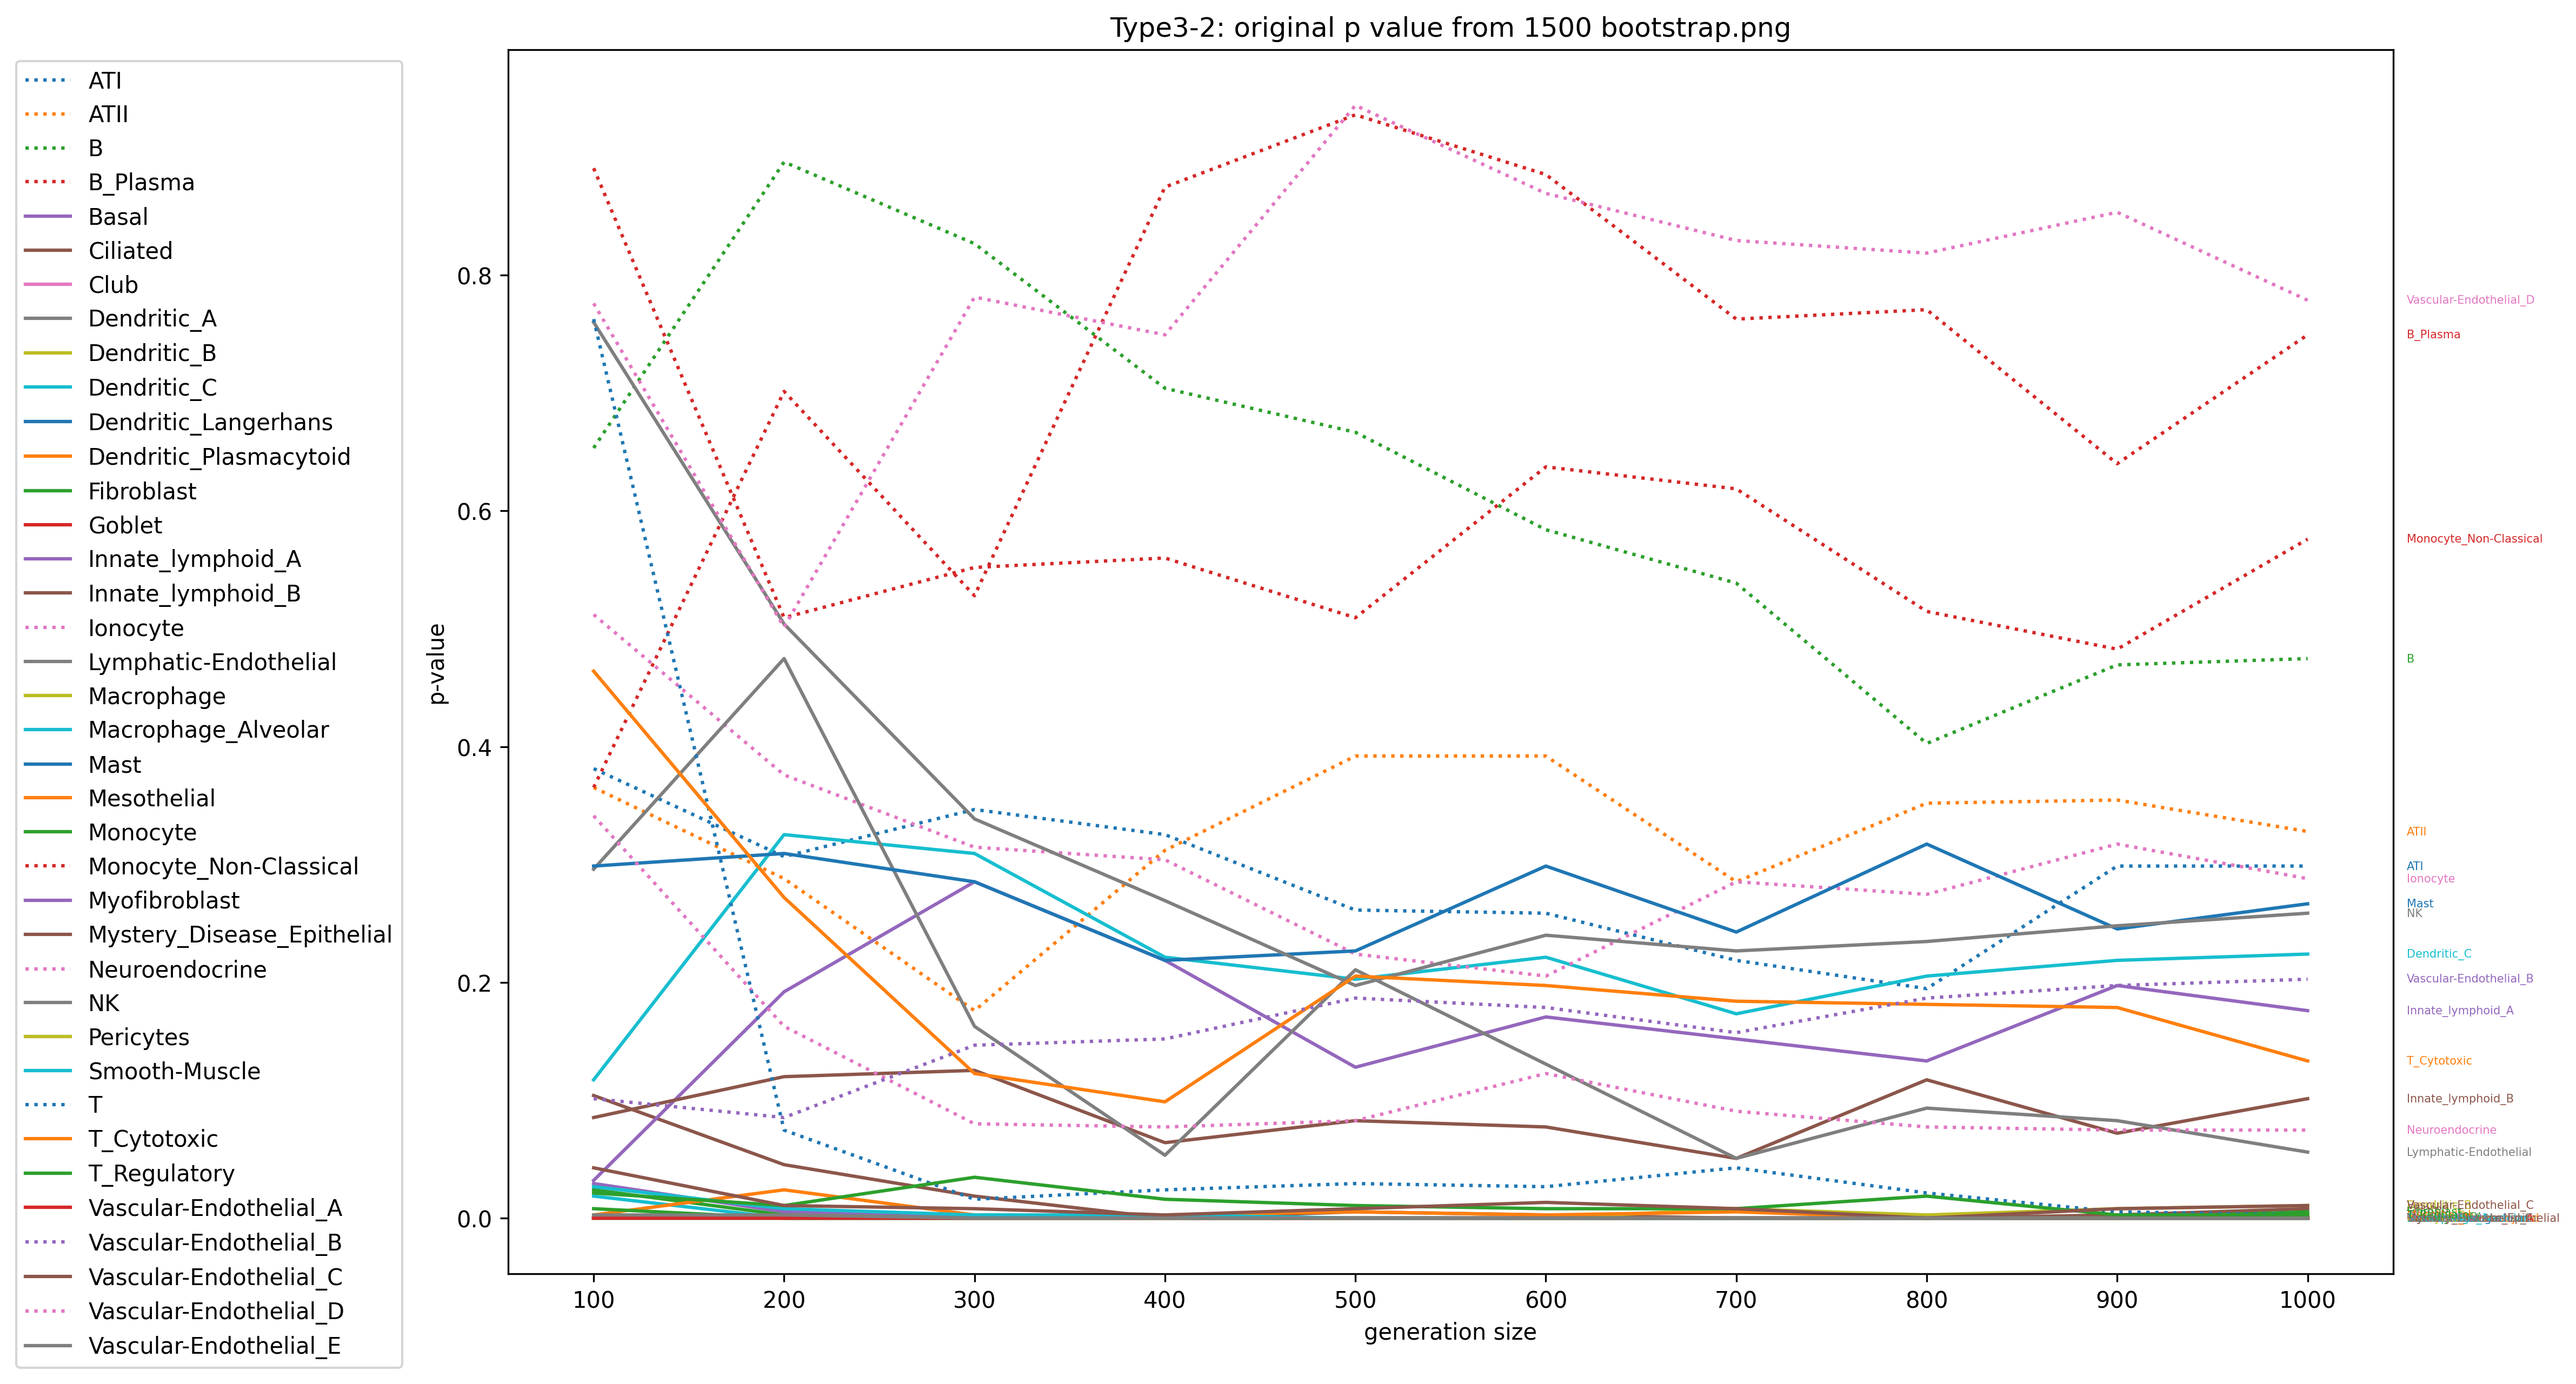 Type3-2: original p value from 1500 bootstrap.png
ATI
ATII
B
B_Plasma
Basal
Ciliated
Club
Dendritic_A
Dendritic_B
Dendritic_C
Dendritic_Langerhans
Dendritic_Plasmacytoid
Fibroblast
Goblet
Innate_lymphoid_A
Innate_lymphoid_B
Ionocyte
Lymphatic-Endothelial
Macrophage
Macrophage_Alveolar
Mast
Mesothelial
Monocyte
Monocyte_Non-Classical
Myofibroblast
Mystery_Disease_Epithelial
Neuroendocrine
NK
Pericytes
Smooth-Muscle
T
T_Cytotoxic
T_Regulatory
Vascular-Endothelial_A
Vascular-Endothelial_B
Vascular-Endothelial_C
Vascular-Endothelial_D
Vascular-Endothelial_E
p-value
0.8
0.6
0.4
0.2
0.0
100 200 300 400 500 600 700 800 900 1000
generation size
Vascular-Endothelial_D
B_Plasma
Monocyte_Non-Classical
B
ATII
ATI
Ionocyte
Mast
NK
Dendritic_C
Vascular-Endothelial_B
Innate_lymphoid_A
T_Cytotoxic
Innate_lymphoid_B
Neuroendocrine
Lymphatic-Endothelial
Vascular-Endothelial_C